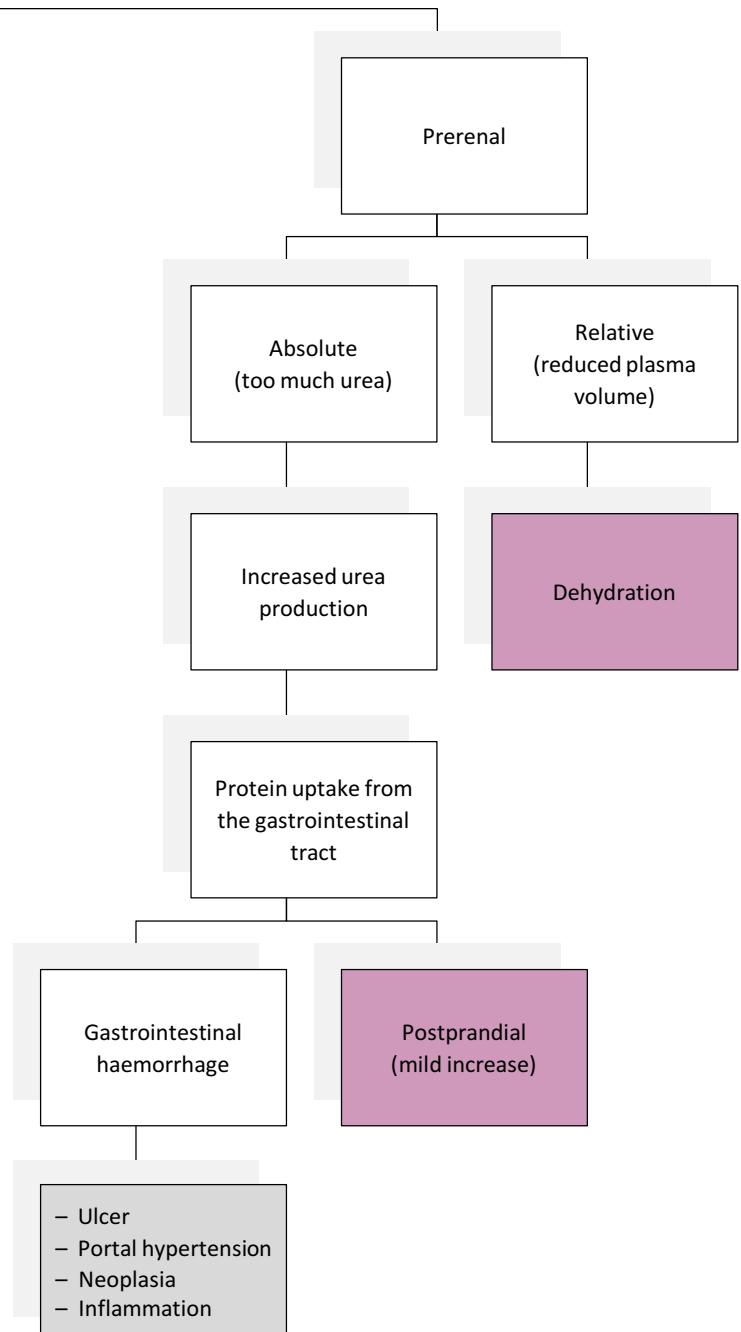 Prerenal
Absolute
(too much urea)
Relative
(reduced plasma
volume)
Increased urea
production
Dehydration
Protein uptake from
the gastrointestinal
tract
Gastrointestinal
haemorrhage
Postprandial
(mild increase)
– Ulcer
– Portal hypertension
– Neoplasia
– Inflammation